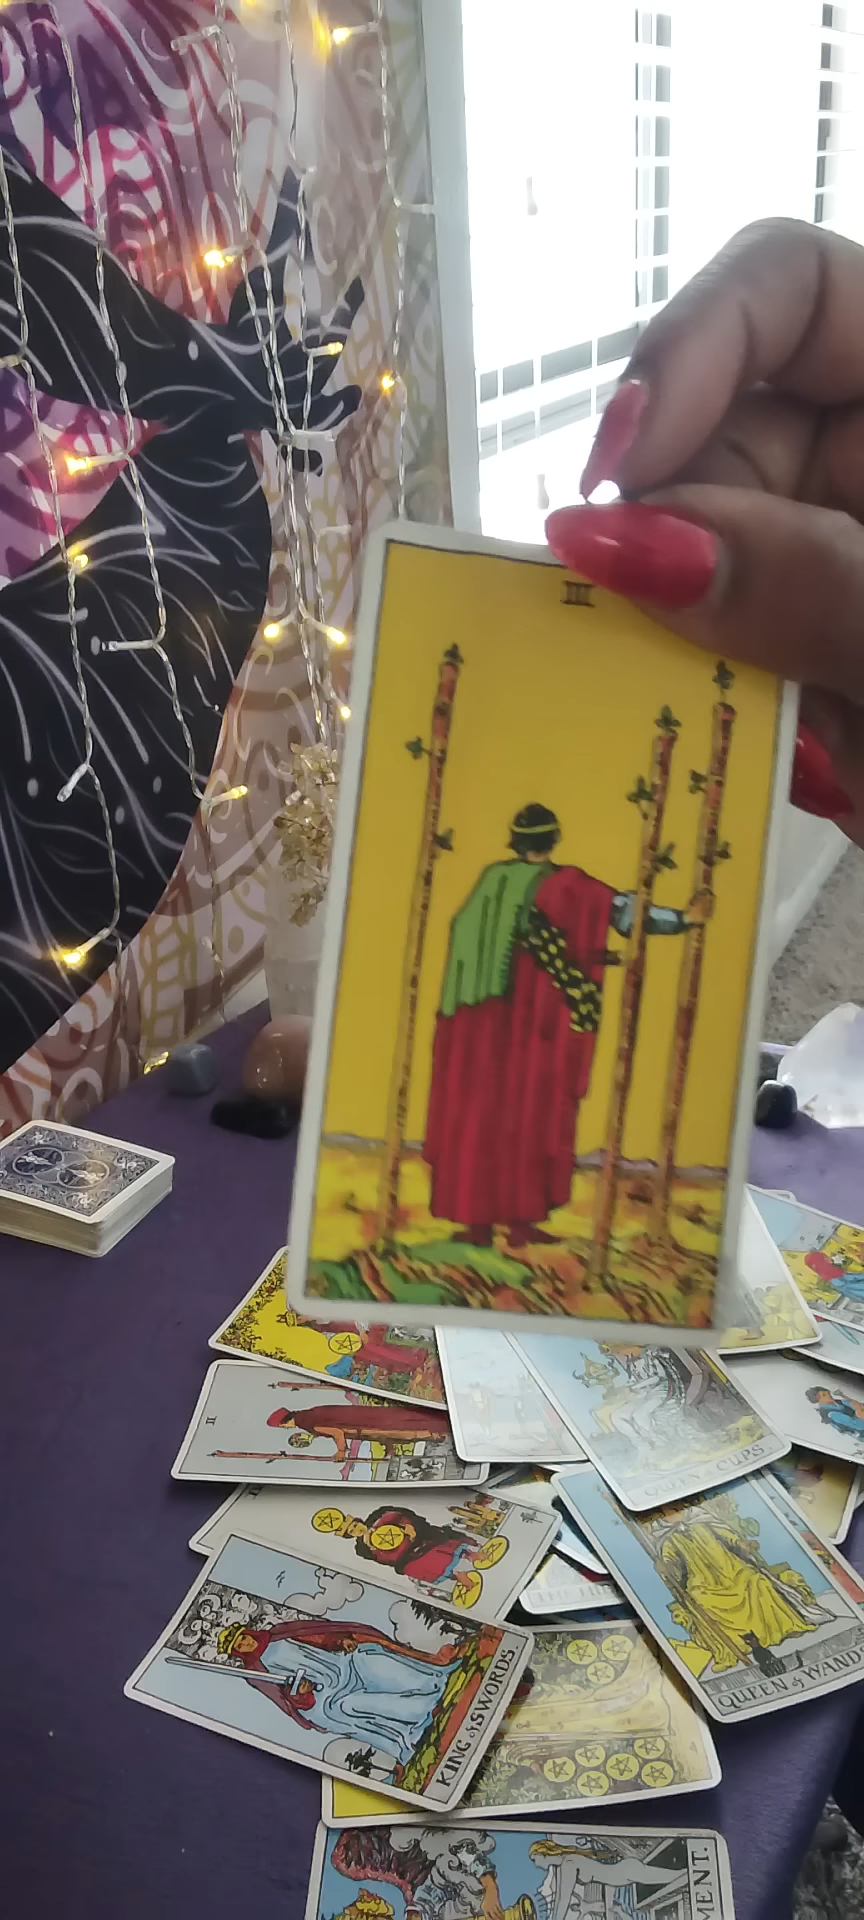 III
II
QUEEN of CUPS.
KING of SWORDS.
QUEEN of WANDS
MENT.